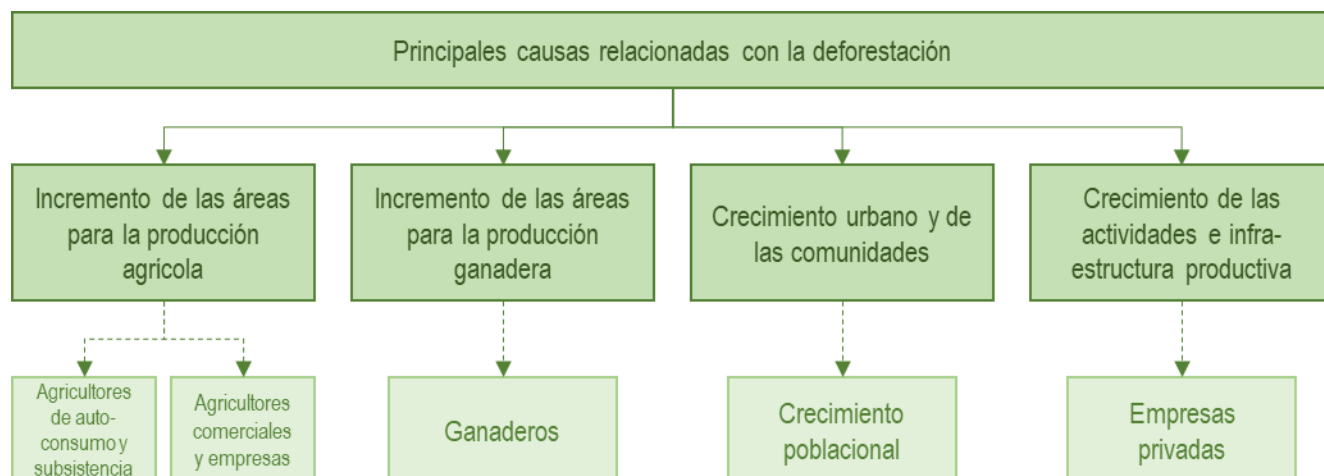 Principales causas relacionadas con la deforestación
Incremento de las áreas
para la producción
agrícola
Incremento de las áreas
para la producción
ganadera
Crecimiento urbano y de
las comunidades
Crecimiento de las
actividades e infra-
estructura productiva
Agricultores
de auto-
consumo y
subsistencia
Agricultores
comerciales
y empresas
Ganaderos
Crecimiento
poblacional
Empresas
privadas